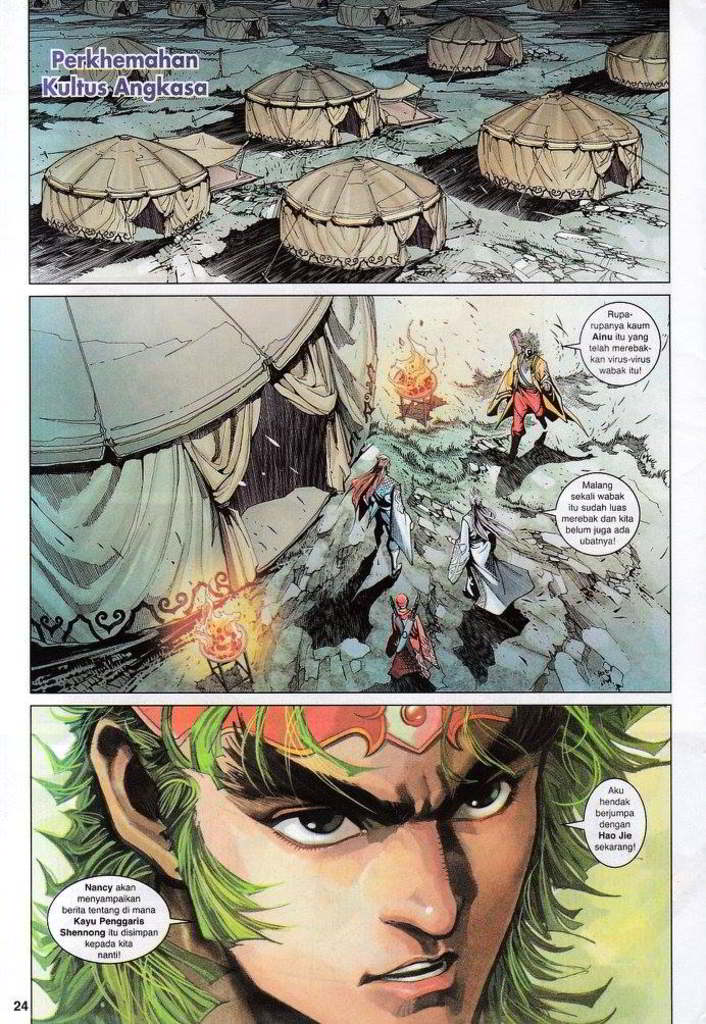 Perkhemahan
Kultus Angkasa
Rupa-
rupanya kaum
Ainu itu yang
telah merebak-
kan virus-virus
wabak itu!
Malang
sekali wabak
itu sudah luas
merebak dan kita
belum juga ada
ubatnya!
Aku
hendak
berjumpa
dengan
Hao Jie
sekarang!
Nancy akan
menyampaikan
berita tentang di mana
Kayu Penggaris
Shennong itu disimpan
kepada kita
nanti!
24